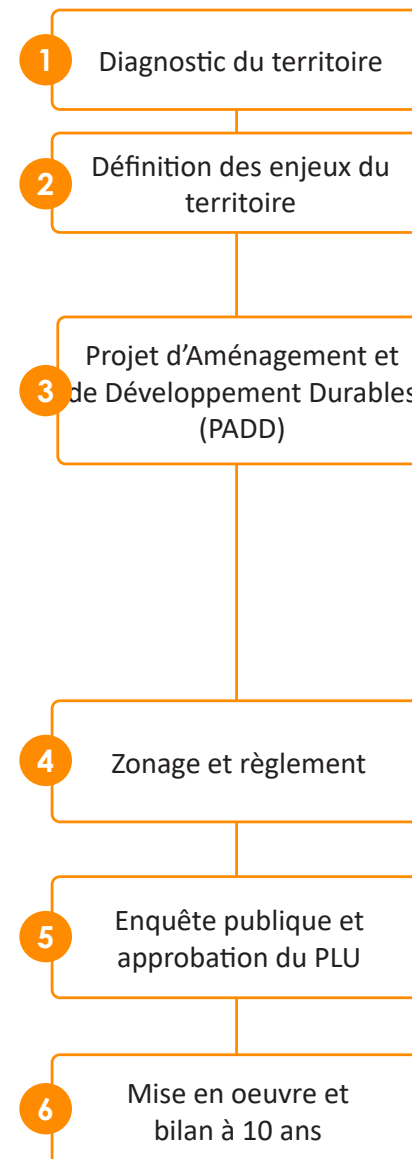 1
Diagnostic du territoire
2
Définition des enjeux du
territoire
Projet d’Aménagement et
3
de Développement Durables
(PADD)
4
Zonage et règlement
5
Enquête publique et
approbation du PLU
6
Mise en oeuvre et
bilan à 10 ans